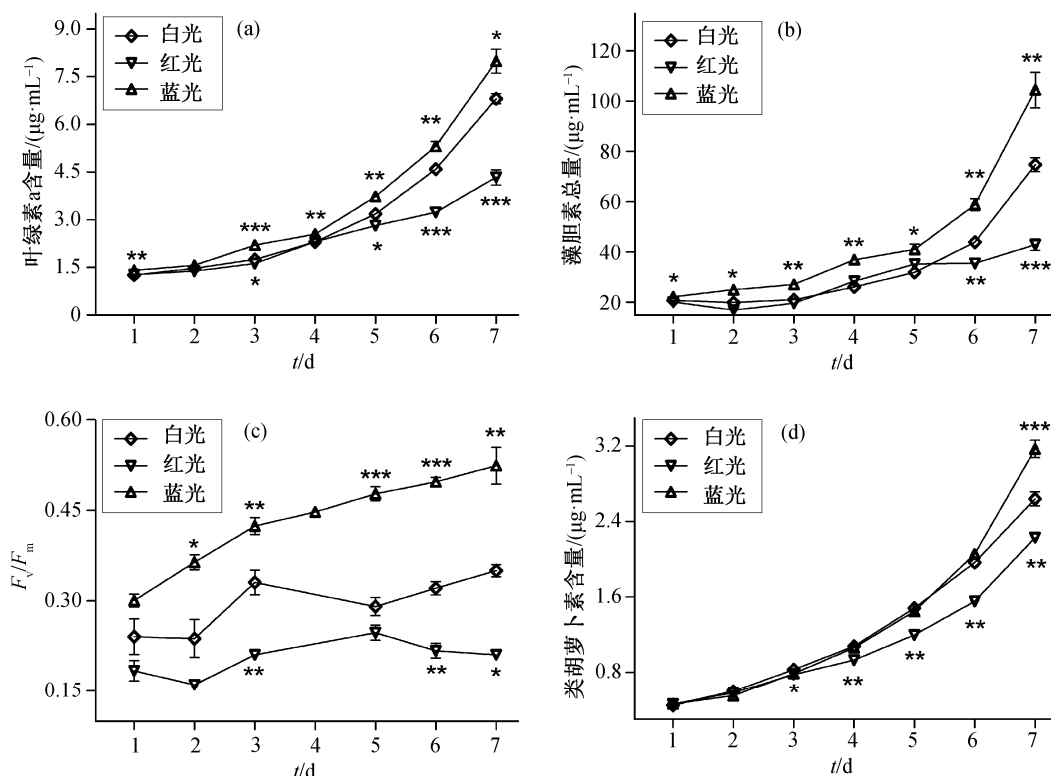 (a)
白光
红光
蓝光
9.0
7.5
6.0
4.5
3.0
1.5
0
叶绿素a含量/(μg·mL⁻¹)
**
***
*
**
**
*
**
***
*
***
1 2 3 4 5 6 7
t/d
(b)
白光
红光
蓝光
120
100
80
60
40
20
藻胆素总量/(μg·mL⁻¹)
*
*
**
**
*
**
**
**
***
1 2 3 4 5 6 7
t/d
(c)
白光
红光
蓝光
0.60
0.45
0.30
0.15
Fv/Fm
*
**
**
***
***
**
**
*
1 2 3 4 5 6 7
t/d
(d)
白光
红光
蓝光
3.2
2.4
1.6
0.8
类胡萝卜素含量/(μg·mL⁻¹)
*
**
**
**
***
**
1 2 3 4 5 6 7
t/d